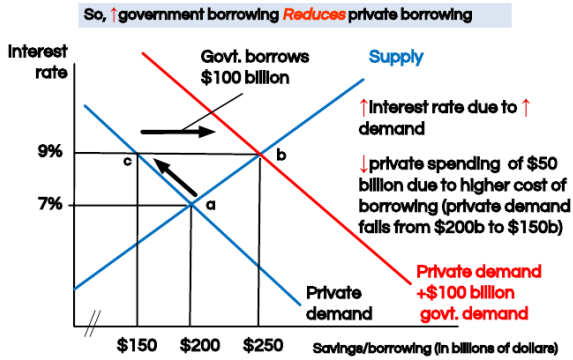 So, ↑government borrowing Reduces private borrowing
Interest
rate
Govt. borrows
$100 billion
Supply
↑Interest rate due to ↑
demand
9%
c
b
↓private spending of $50
billion due to higher cost of
borrowing (private demand
falls from $200b to $150b)
7%
a
Private
demand
Private demand
+$100 billion
govt. demand
$150
$200
$250
Savings/borrowing (in billions of dollars)